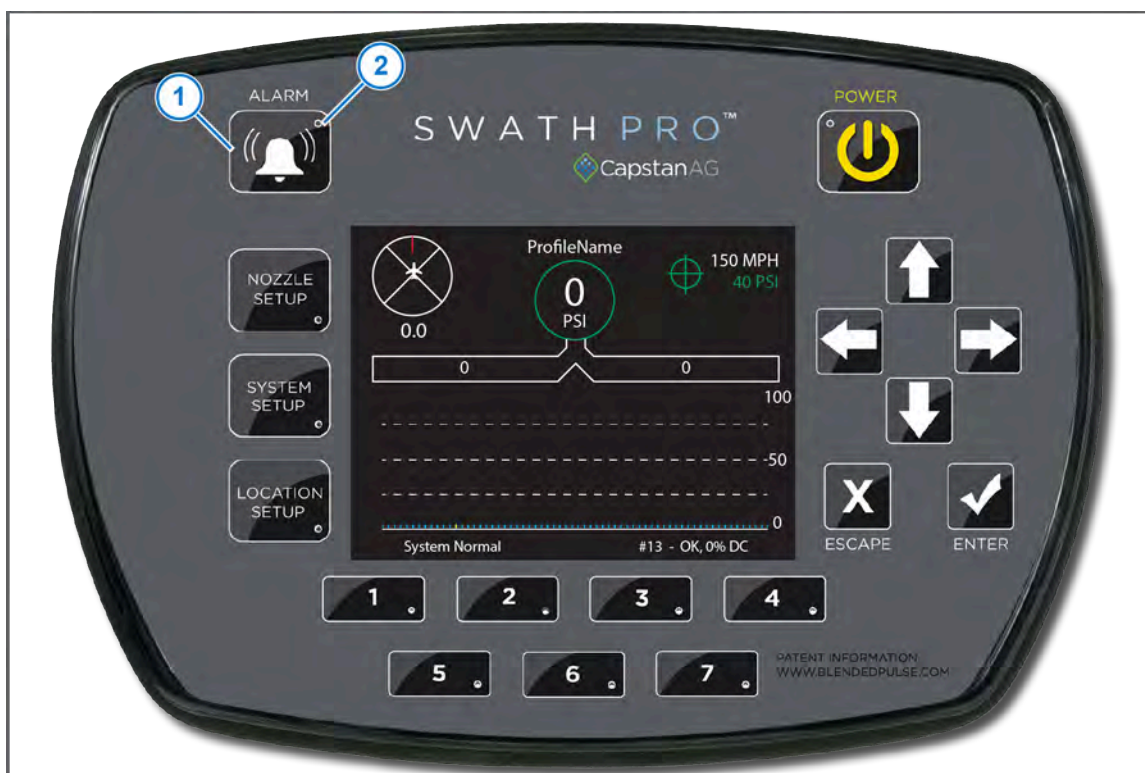 1
2
ALARM
POWER
SWATH PRO™
CapstanAG
NOZZLE
SETUP
ProfileName
150 MPH
40 PSI
0
PSI
0.0
0
0
SYSTEM
SETUP
100
50
0
LOCATION
SETUP
System Normal
#13 - OK, 0% DC
X
ESCAPE
ENTER
1
2
3
4
5
6
7
PATENT INFORMATION
WWW.BLENDEDPULSE.COM